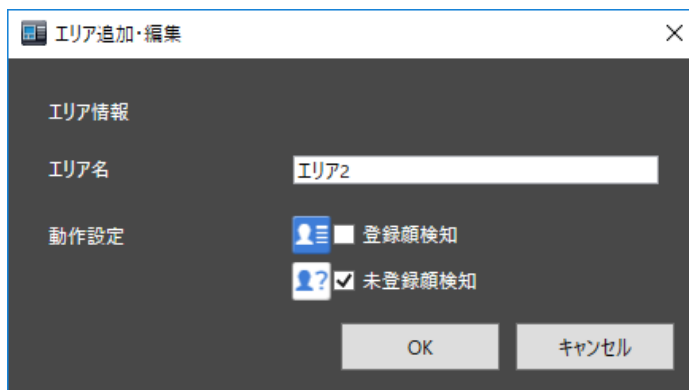 エリア追加・編集
エリア情報
エリア名
エリア2
動作設定
登録顔検知
未登録顔検知
OK
キャンセル